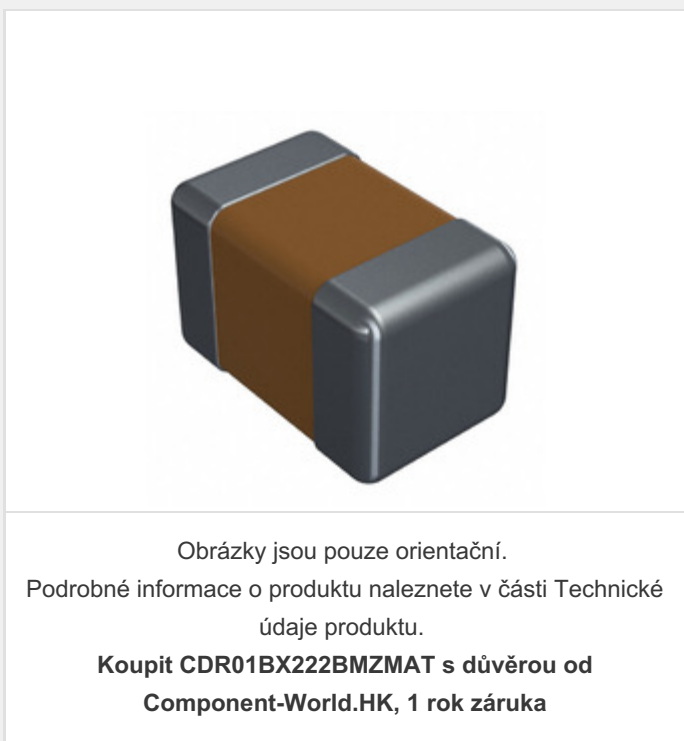 Obrázky jsou pouze orientační.
Podrobné informace o produktu naleznete v části Technické
údaje produktu.
Koupit CDR01BX222BMZMAT s důvěrou od
Component-World.HK, 1 rok záruka